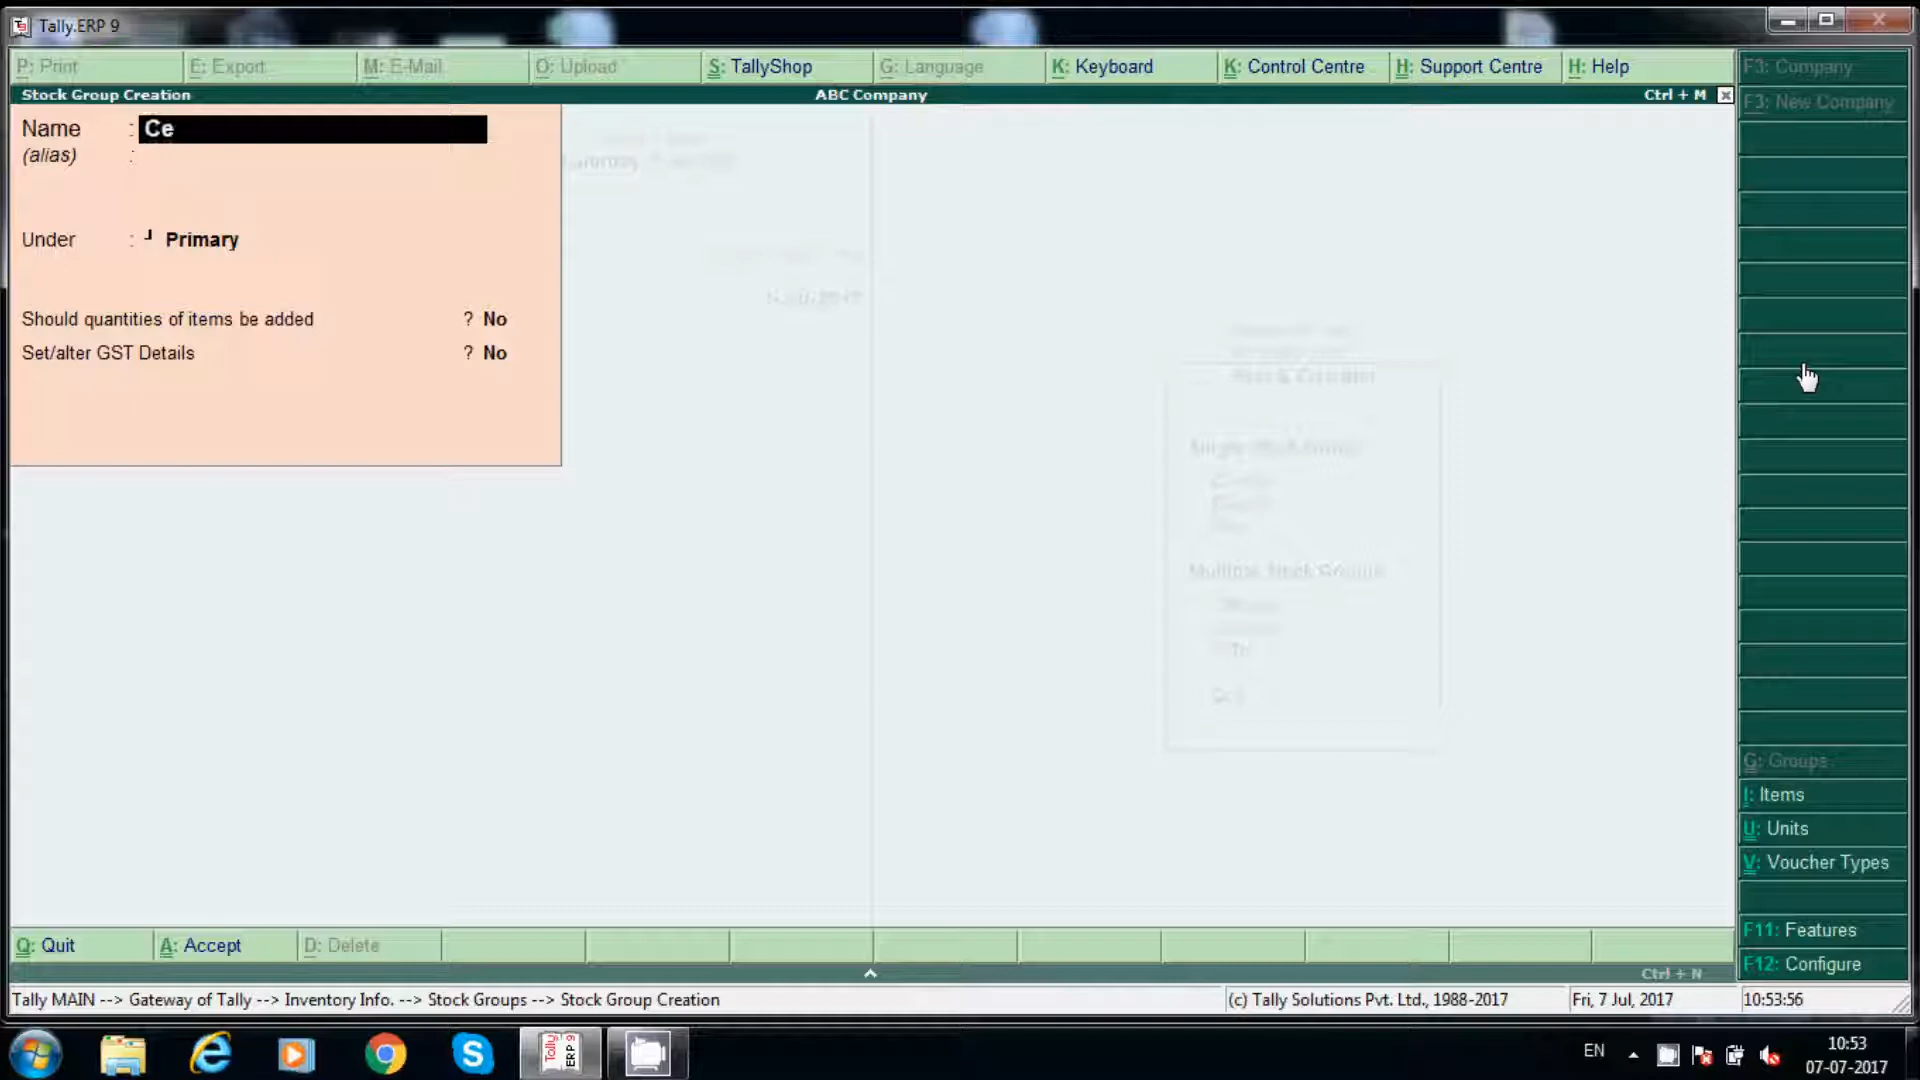 Tally.ERP 9
P: Print
E: Export
M: E-Mail
O: Upload
S: TallyShop
G: Language
K: Keyboard
K: Control Centre
H: Support Centre
H: Help
F3: Company
Stock Group Creation
ABC Company
Ctrl + M
F3: New Company
Name : Ce
(alias) :
Under : Primary
Should quantities of items be added ? No
Set/alter GST Details ? No
G: Groups
I: Items
U: Units
V: Voucher Types
F11: Features
F12: Configure
Q: Quit
A: Accept
D: Delete
Ctrl + N
Tally MAIN --> Gateway of Tally --> Inventory Info. --> Stock Groups --> Stock Group Creation
(c) Tally Solutions Pvt. Ltd., 1988-2017
Fri, 7 Jul, 2017
10:53:56
Tally ERP 9
EN
10:53
07-07-2017